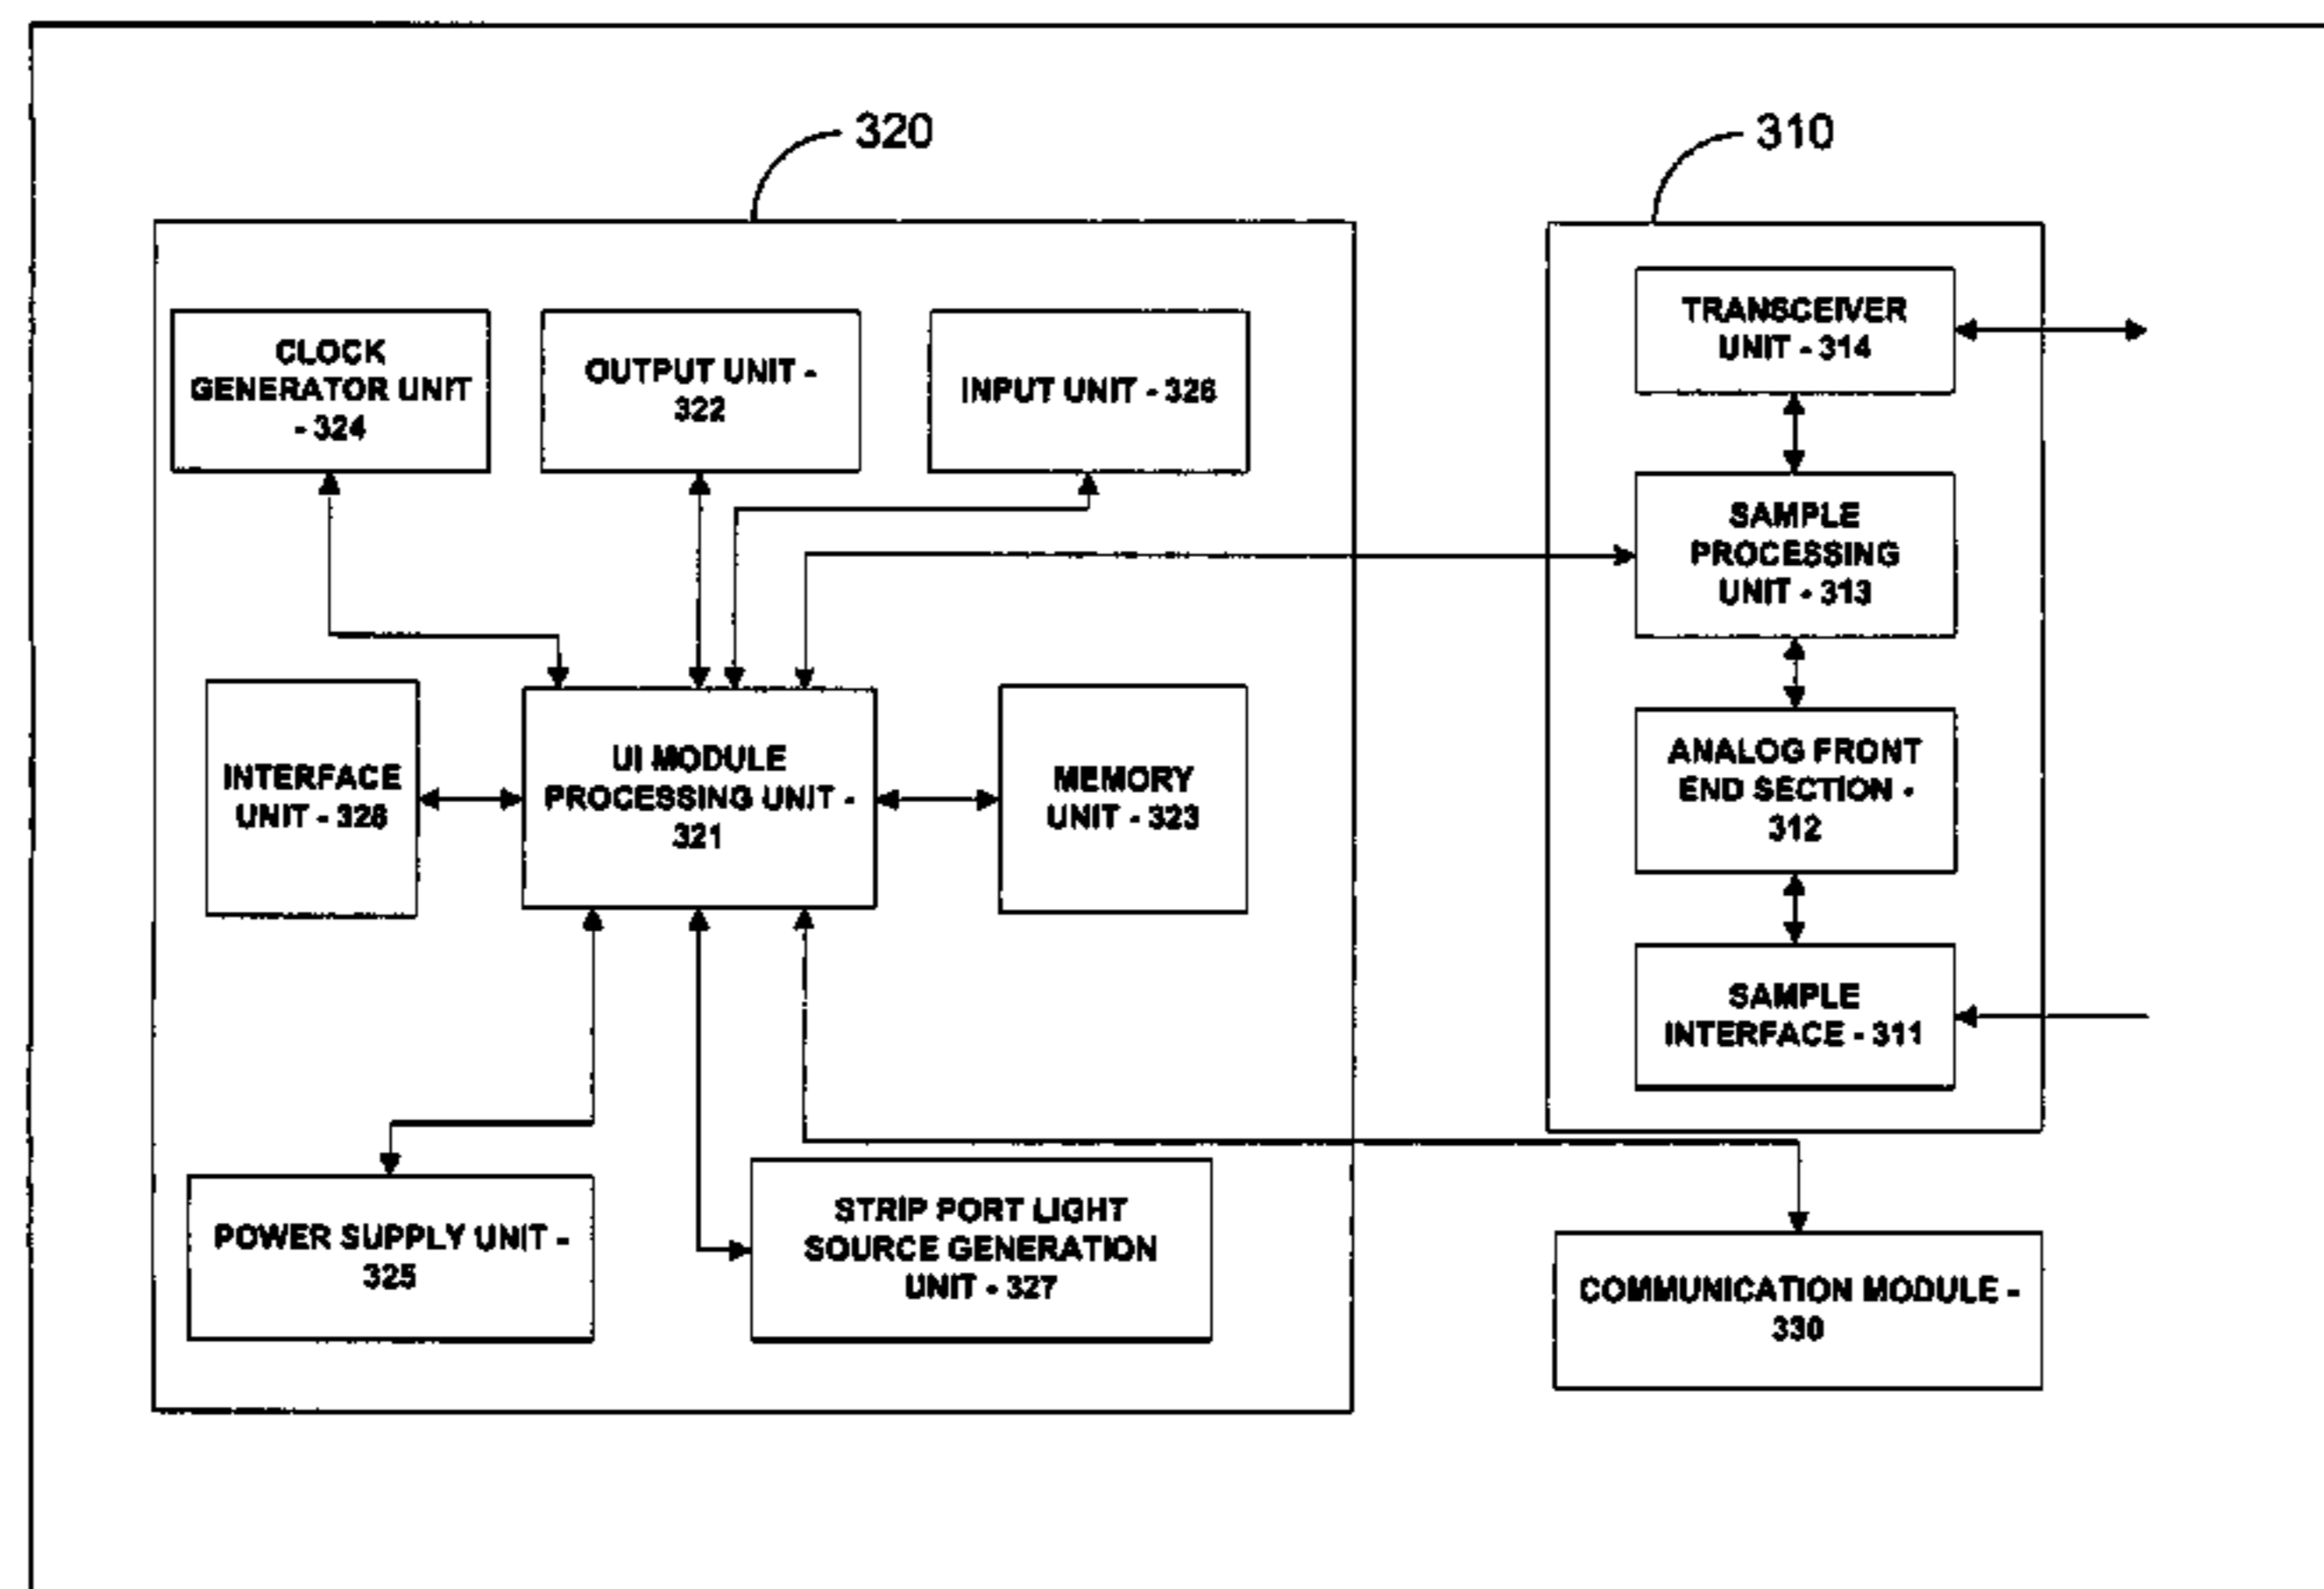 320
310
CLOCK
GENERATOR UNIT
- 324
OUTPUT UNIT -
322
INPUT UNIT - 326
TRANSCEIVER
UNIT - 314
SAMPLE
PROCESSING
UNIT - 313
INTERFACE
UNIT - 328
UI MODULE
PROCESSING UNIT -
321
MEMORY
UNIT - 323
ANALOG FRONT
END SECTION -
312
SAMPLE
INTERFACE - 311
POWER SUPPLY UNIT -
325
STRIP PORT LIGHT
SOURCE GENERATION
UNIT - 327
COMMUNICATION MODULE -
330